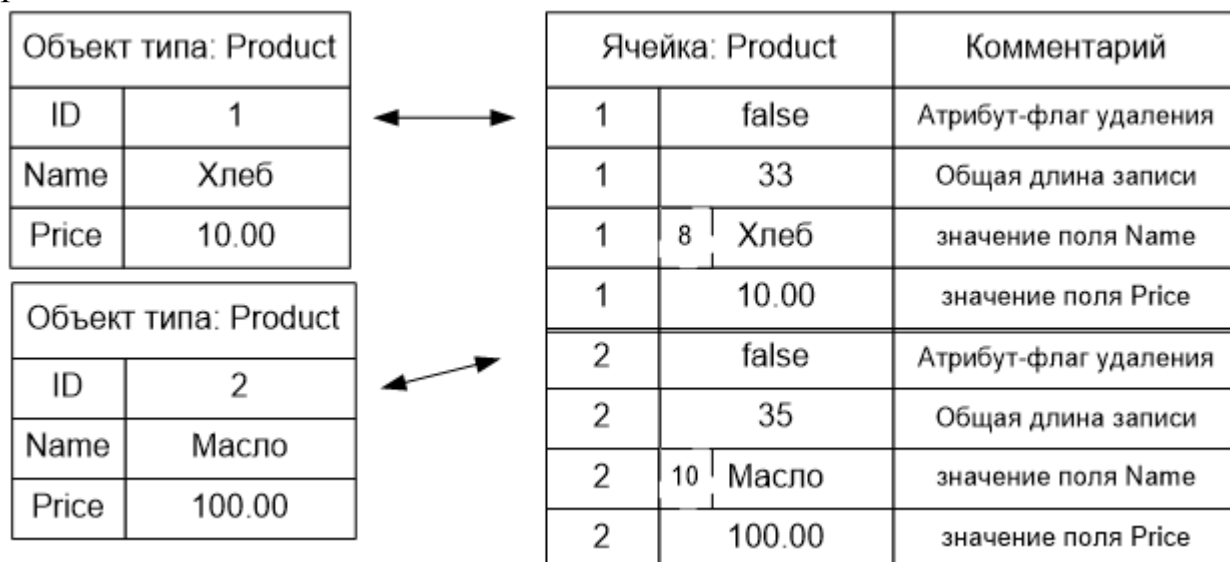 Объект типа: Product
ID 1
Name Хлеб
Price 10.00
Объект типа: Product
ID 2
Name Масло
Price 100.00
Ячейка: Product Комментарий
1 false Атрибут-флаг удаления
1 33 Общая длина записи
1 8 Хлеб значение поля Name
1 10.00 значение поля Price
2 false Атрибут-флаг удаления
2 35 Общая длина записи
2 10 Масло значение поля Name
2 100.00 значение поля Price